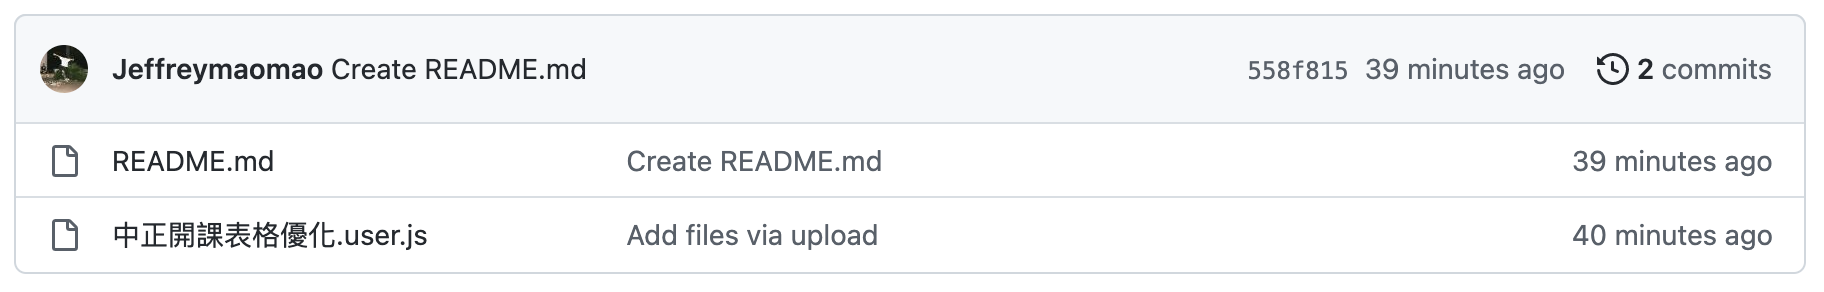 Jeffreymaomao Create README.md 558f815 39 minutes ago 2 commits
README.md Create README.md 39 minutes ago
中正開課表格優化.user.js Add files via upload 40 minutes ago